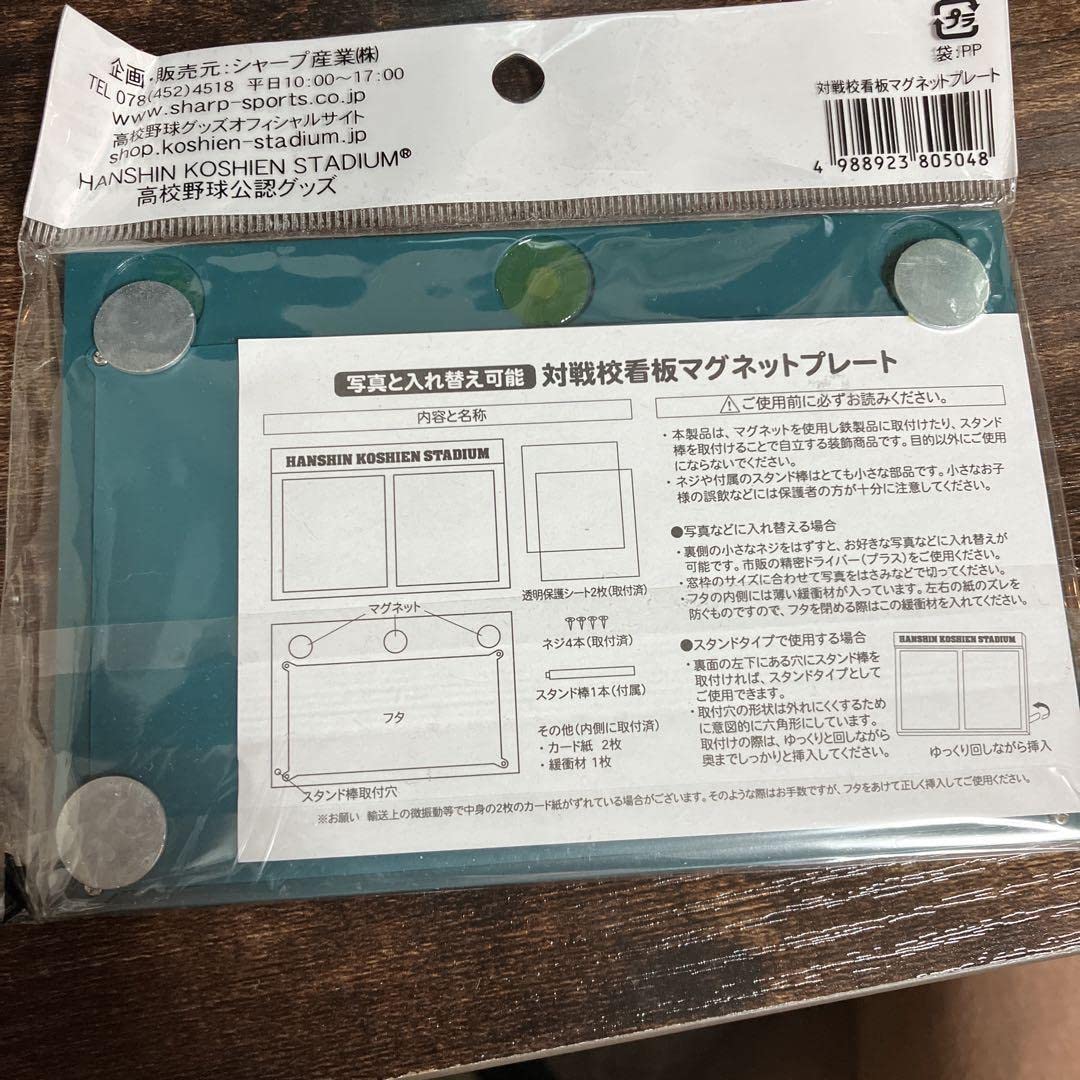 企画・販売元:シャープ産業㈱
TEL 078(452)4518 平日10:00〜17:00
www.sharp-sports.co.jp
高校野球グッズオフィシャルサイト
shop.koshien-stadium.jp
HANSHIN KOSHIEN STADIUM®
高校野球公認グッズ
プラ
袋:PP
対戦校看板マグネットプレート
4 988923 805048
写真と入れ替え可能 対戦校看板マグネットプレート
内容と名称
HANSHIN KOSHIEN STADIUM
透明保護シート2枚(取付済)
マグネット
ネジ4本(取付済)
スタンド棒1本(付属)
フタ
その他(内側に取付済)
・カード紙 2枚
・緩衝材 1枚
スタンド棒取付穴
⚠ご使用前に必ずお読みください。
・本製品は、マグネットを使用し鉄製品に取付けたり、スタンド
棒を取付けることで自立する装飾商品です。目的以外にご使用
にならないでください。
・ネジや付属のスタンド棒はとても小さな部品です。小さなお子
様の誤飲などには保護者の方が十分に注意してください。
●写真などに入れ替える場合
・裏側の小さなネジをはずすと、お好きな写真などに入れ替えが
可能です。市販の精密ドライバー(プラス)をご使用ください。
・窓枠のサイズに合わせて写真をはさみなどで切ってください。
・フタの内側には薄い緩衝材が入っています。左右の紙のズレを
防ぐものですので、フタを閉める際はこの緩衝材を入れてください。
●スタンドタイプで使用する場合
・裏面の左下にある穴にスタンド棒を
取付ければ、スタンドタイプとして
ご使用できます。
・取付穴の形状は外れにくくするため
に意図的に六角形にしています。
取付けの際は、ゆっくりと回しながら
奥までしっかりと挿入してください。
HANSHIN KOSHIEN STADIUM
ゆっくり回しながら挿入
※お願い 輸送上の微振動等で中身の2枚のカード紙がずれている場合がございます。そのような際はお手数ですが、フタをあけて正しく挿入してご使用ください。